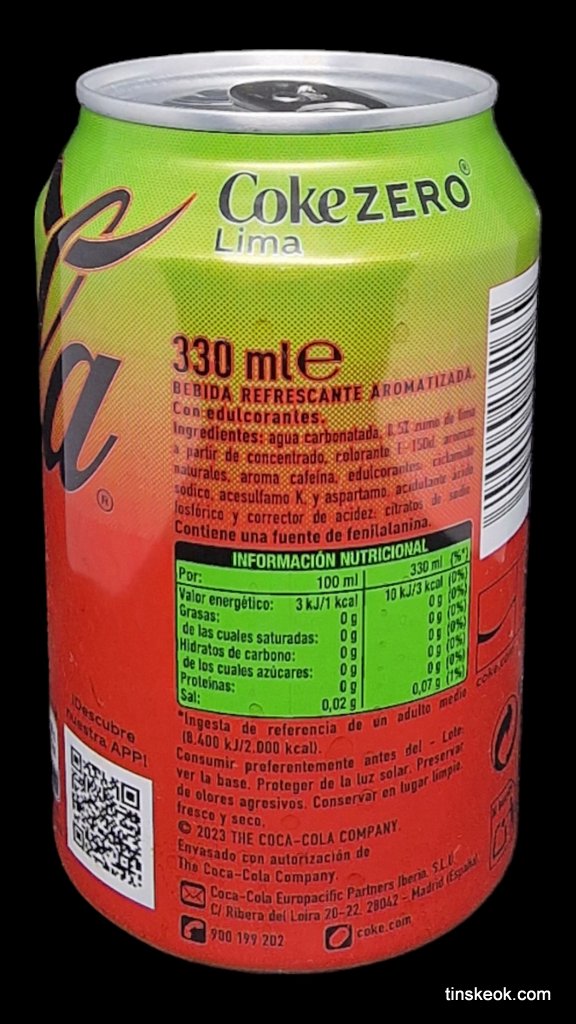 Coke ZERO®
Lima
330 ml e
BEBIDA REFRESCANTE AROMATIZADA.
Con edulcorantes.
Ingredientes: agua carbonatada, 0,5% zumo de lima
a partir de concentrado, colorante E-150d, aromas
naturales, aroma cafeína, edulcorantes: ciclamato
sódico, acesulfamo K, y aspartamo, acidulante ácido
fosfórico y corrector de acidez: citratos de sodio
Contiene una fuente de fenilalanina.
INFORMACIÓN NUTRICIONAL
Por: 100 ml 330 ml (%*)
Valor energético: 3 kJ/1 kcal 10 kJ/3 kcal (0%)
Grasas: 0 g 0 g (0%)
de las cuales saturadas: 0 g 0 g (0%)
Hidratos de carbono: 0 g 0 g (0%)
de los cuales azúcares: 0 g 0 g (0%)
Proteínas: 0 g 0 g (0%)
Sal: 0,02 g 0,07 g (1%)
*Ingesta de referencia de un adulto medio
(8.400 kJ/2.000 kcal).
Consumir preferentemente antes del - Lote:
ver la base. Proteger de la luz solar. Preservar
de olores agresivos. Conservar en lugar limpio,
fresco y seco.
© 2023 THE COCA-COLA COMPANY.
Envasado con autorización de
The Coca-Cola Company.
Coca-Cola Europacific Partners Iberia, S.L.U.
C/ Ribera del Loira 20-22. 28042 - Madrid (España)
900 199 202 coke.com
¡Descubre
nuestra APP!
a®
coke.com
tinskeok.com